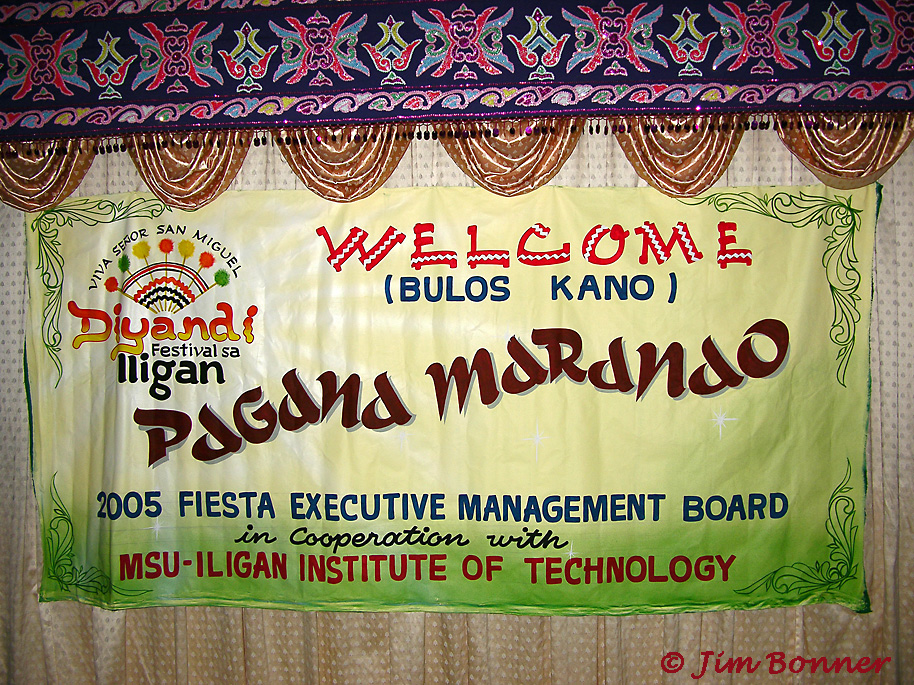 VIVA SEÑOR SAN MIGUEL
Diyandi
Festival sa
Iligan
WELCOME
(BULOS KANO)
PAGANA MARANAO
2005 FIESTA EXECUTIVE MANAGEMENT BOARD
in Cooperation with
MSU-ILIGAN INSTITUTE OF TECHNOLOGY
© Jim Bonner